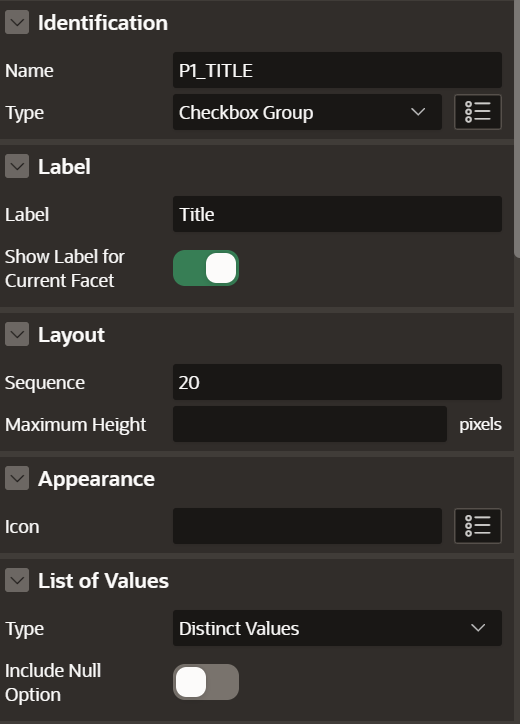 Identification
Name P1_TITLE
Type Checkbox Group
Label
Label Title
Show Label for
Current Facet
Layout
Sequence 20
Maximum Height pixels
Appearance
Icon
List of Values
Type Distinct Values
Include Null
Option